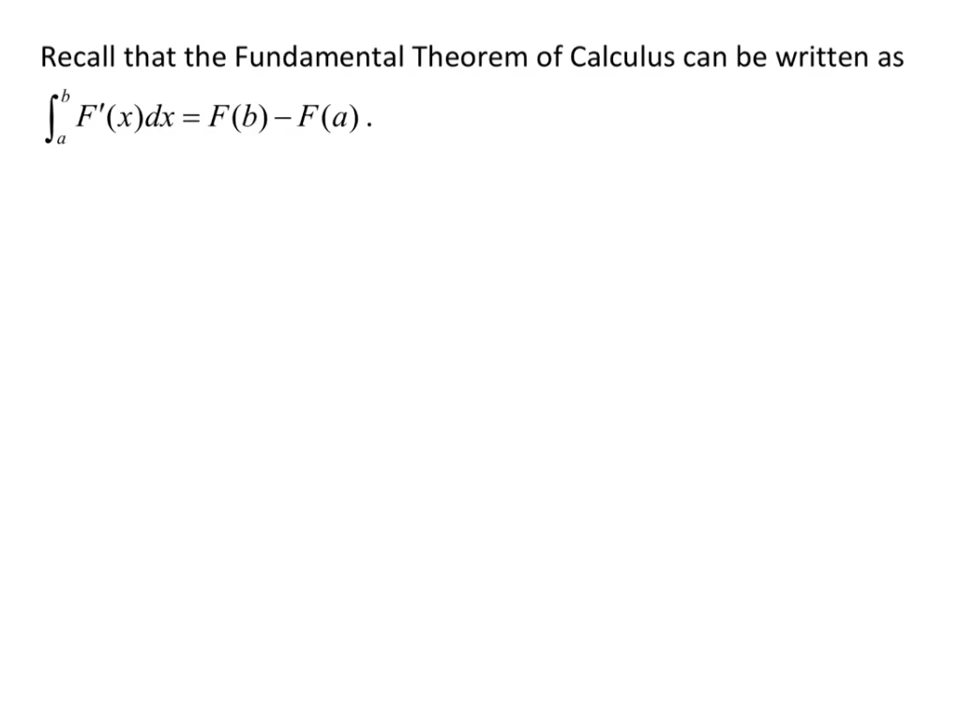 Recall that the Fundamental Theorem of Calculus can be written as
∫_a^b F'(x)dx = F(b) – F(a).